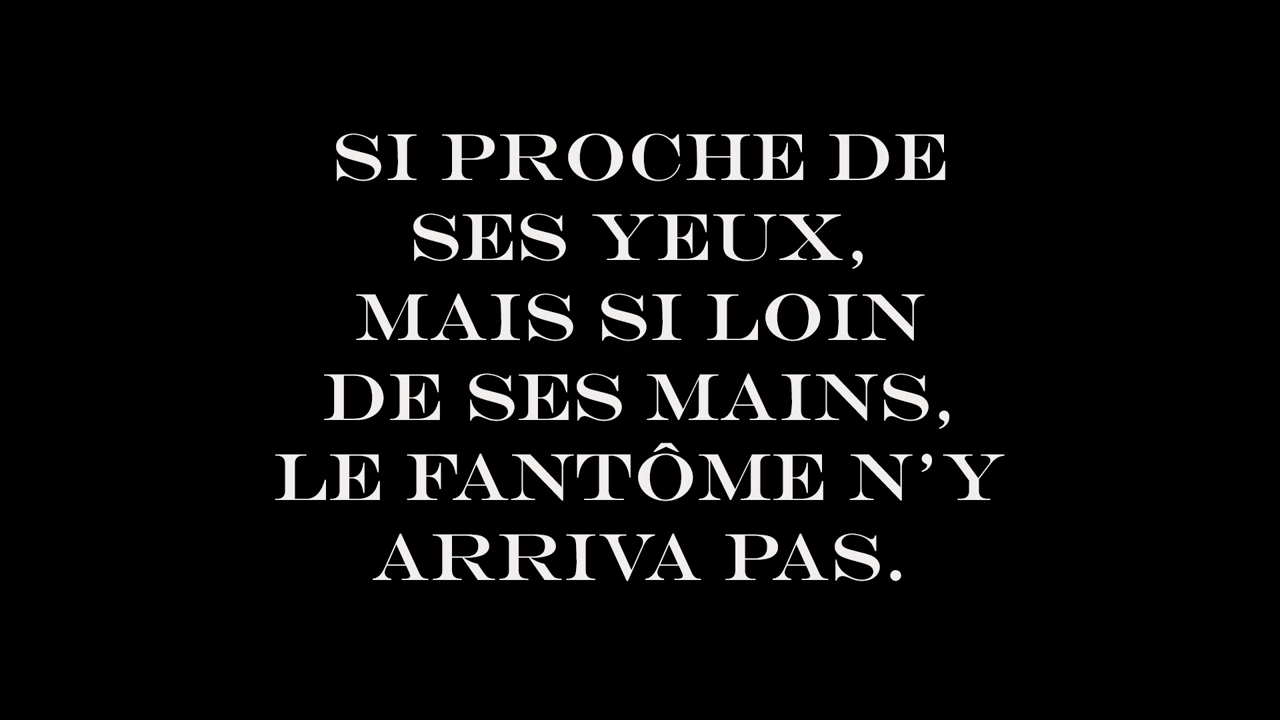 SI PROCHE DE
SES YEUX,
MAIS SI LOIN
DE SES MAINS,
LE FANTÔME N’Y
ARRIVA PAS.